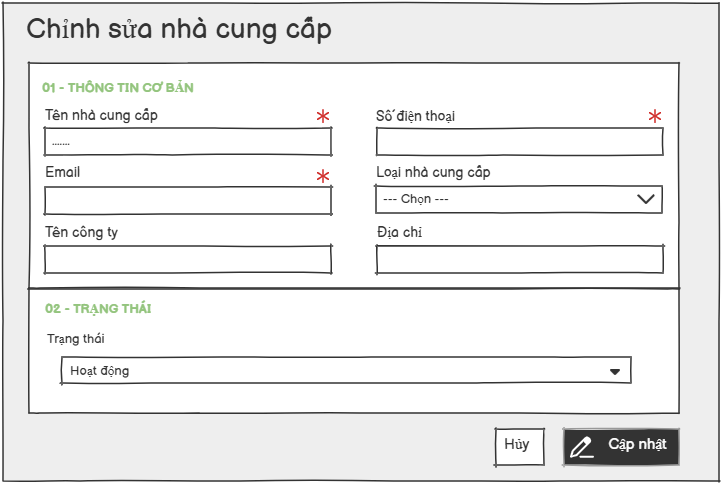 Chỉnh sửa nhà cung cấp
01 - THÔNG TIN CƠ BẢN
Tên nhà cung cấp *
Số điện thoại *
.......
Email *
Loại nhà cung cấp
--- Chọn ---
Tên công ty
Địa chỉ
02 - TRẠNG THÁI
Trạng thái
Hoạt động
Hủy
Cập nhật